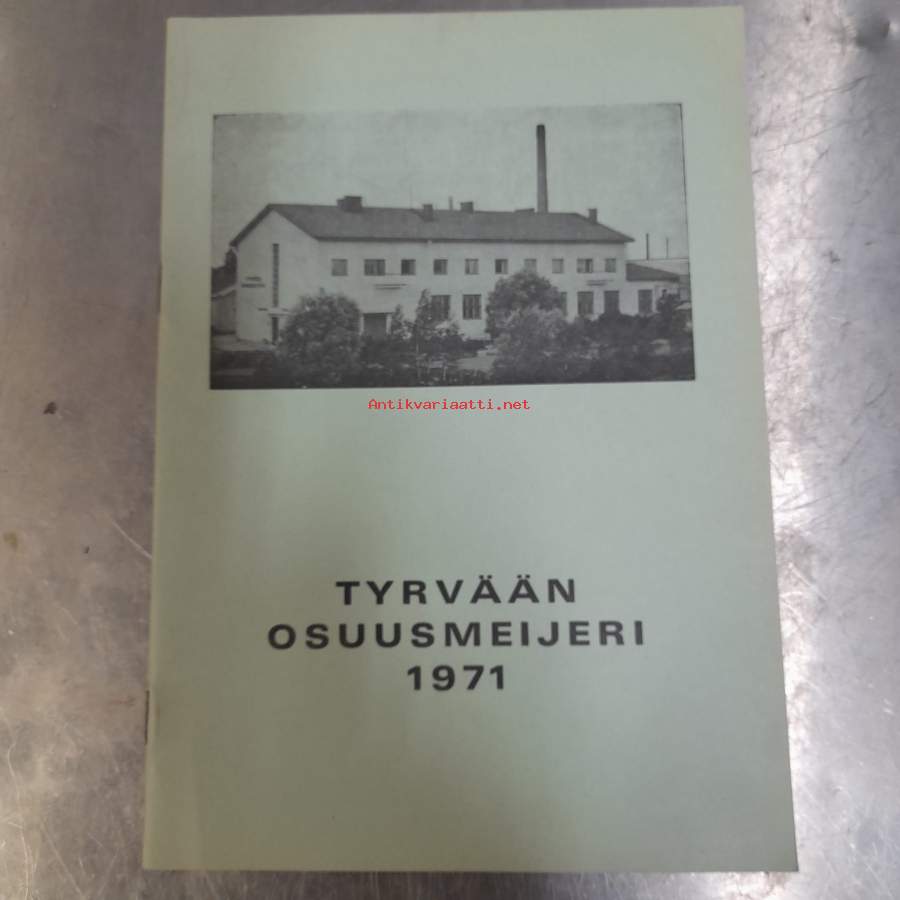 Antikvariaatti.net
TYRVÄÄN
OSUUSMEIJERI
1971